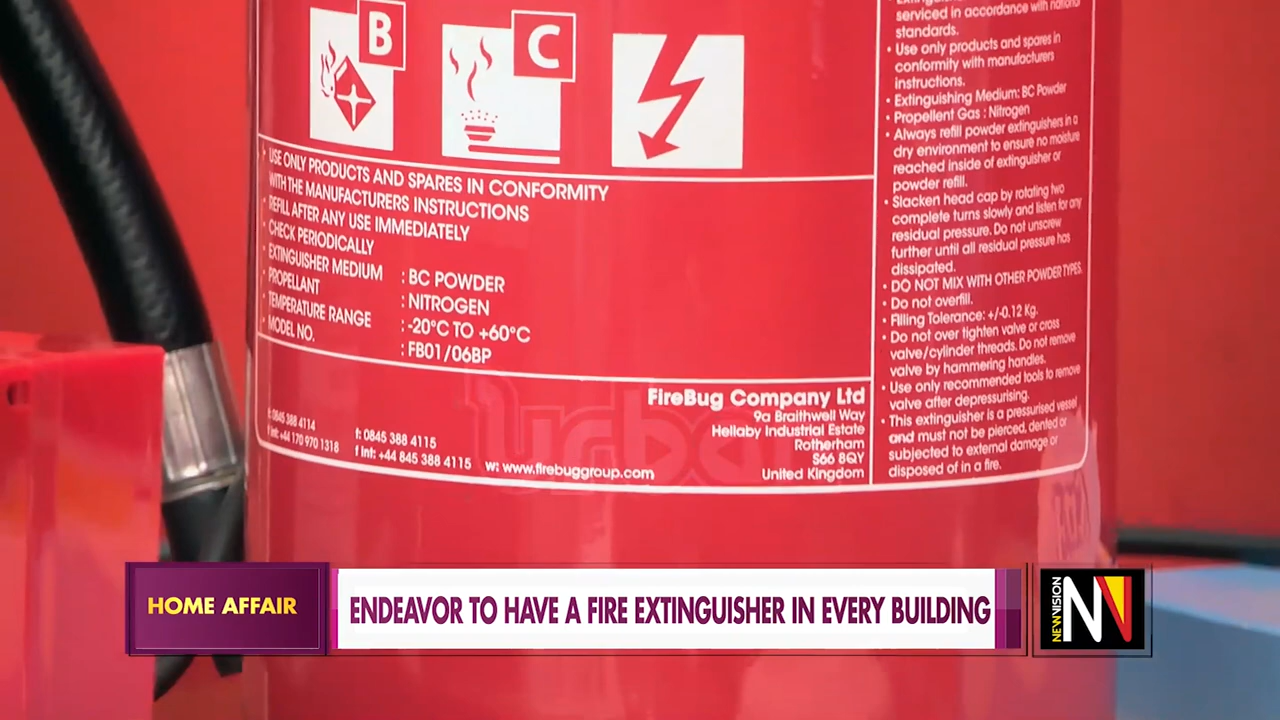 B
C
• USE ONLY PRODUCTS AND SPARES IN CONFORMITY
WITH THE MANUFACTURERS INSTRUCTIONS
• REFILL AFTER ANY USE IMMEDIATELY
• CHECK PERIODICALLY
• EXTINGUISHER MEDIUM : BC POWDER
• PROPELLANT : NITROGEN
• TEMPERATURE RANGE : -20°C TO +60°C
• MODEL NO. : FB01/06BP
t: 0845 388 4114 f: 0845 388 4115
t int: +44 170 970 1318 f int: +44 845 388 4115 w: www.firebuggroup.com
FireBug Company Ltd
9a Braithwell Way
Hellaby Industrial Estate
Rotherham
S66 8QY
United Kingdom
serviced in accordance with national
standards.
• Use only products and spares in
conformity with manufacturers
instructions.
• Extinguishing Medium: BC Powder
• Propellent Gas : Nitrogen
• Always refill powder extinguishers in a
dry environment to ensure no moisture
reached inside of extinguisher or
powder refill.
• Slacken head cap by rotating two
complete turns slowly and listen for any
residual pressure. Do not unscrew
further until all residual pressure has
dissipated.
• DO NOT MIX WITH OTHER POWDER TYPES.
• Do not overfill.
• Filling Tolerance: +/-0.12 Kg.
• Do not over tighten valve or cross
valve/cylinder threads. Do not remove
valve by hammering handles.
• Use only recommended tools to remove
valve after depressurising.
• This extinguisher is a pressurised vessel
and must not be pierced, dented or
subjected to external damage or
disposed of in a fire.
urban
HOME AFFAIR
ENDEAVOR TO HAVE A FIRE EXTINGUISHER IN EVERY BUILDING
NEW VISION
N